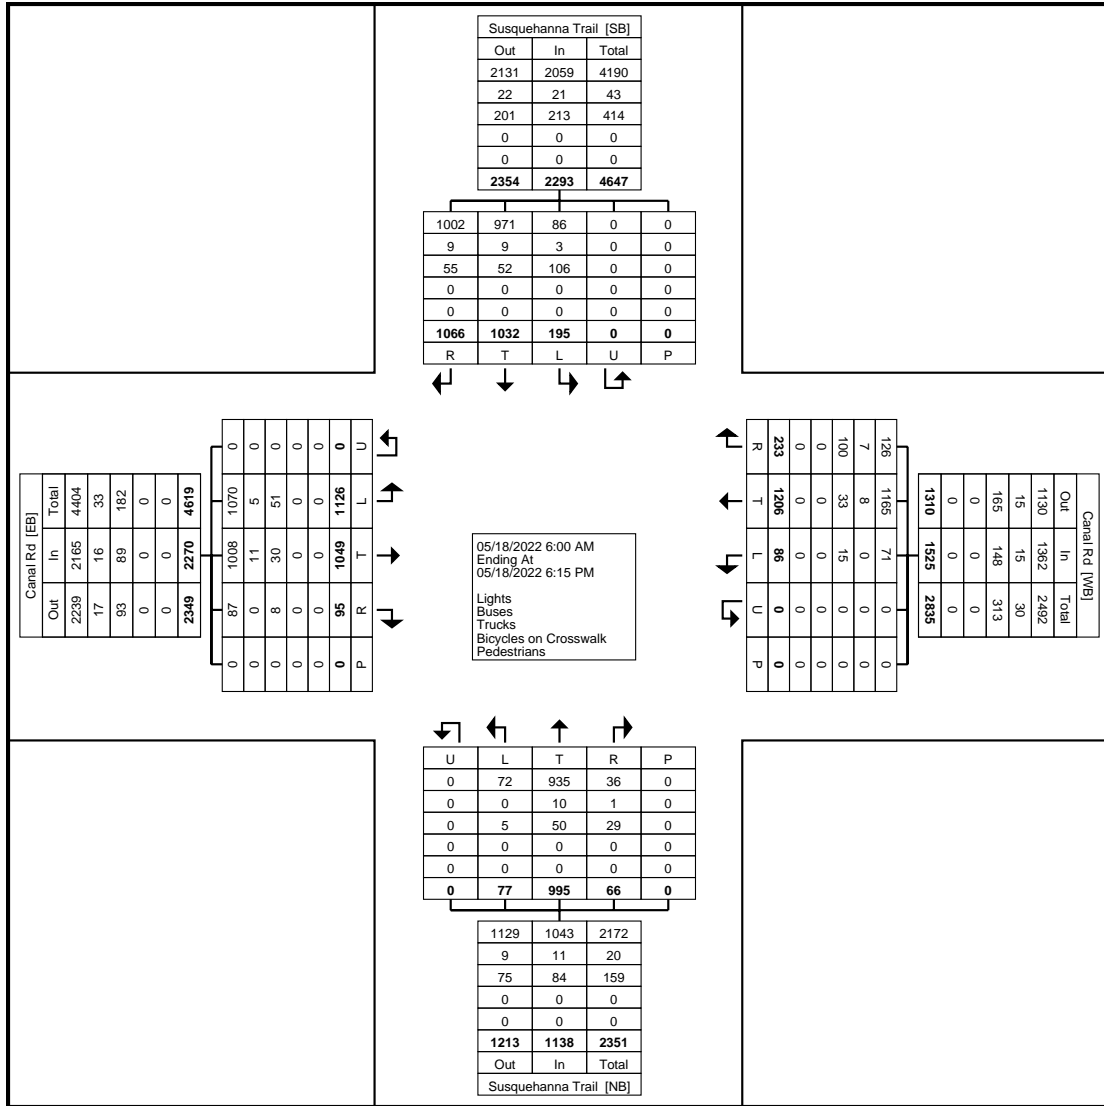 Susquehanna Trail [SB]
Out In Total
2131 2059 4190
22 21 43
201 213 414
0 0 0
0 0 0
2354 2293 4647
1002 971 86 0 0
9 9 3 0 0
55 52 106 0 0
0 0 0 0 0
0 0 0 0 0
1066 1032 195 0 0
R T L U P
Canal Rd [EB]
Out In Total
2239 2165 4404
17 16 33
93 89 182
0 0 0
0 0 0
2349 2270 4619
87 1008 1070 0
0 0 11 5 0
0 8 30 51 0
0 0 0 0 0
0 0 0 0 0
0 95 1049 1126 0
P R T L U
05/18/2022 6:00 AM
Ending At
05/18/2022 6:15 PM
Lights
Buses
Trucks
Bicycles on Crosswalk
Pedestrians
Canal Rd [WB]
Out In Total
1130 1362 2492
15 15 30
165 148 313
0 0 0
0 0 0
1310 1525 2835
126 1165 71 0 0
7 8 0 0 0
100 33 15 0 0
0 0 0 0 0
0 0 0 0 0
233 1206 86 0 0
R T L U P
U L T R P
0 72 935 36 0
0 0 10 1 0
0 5 50 29 0
0 0 0 0 0
0 0 0 0 0
0 77 995 66 0
1129 1043 2172
9 11 20
75 84 159
0 0 0
0 0 0
1213 1138 2351
Out In Total
Susquehanna Trail [NB]